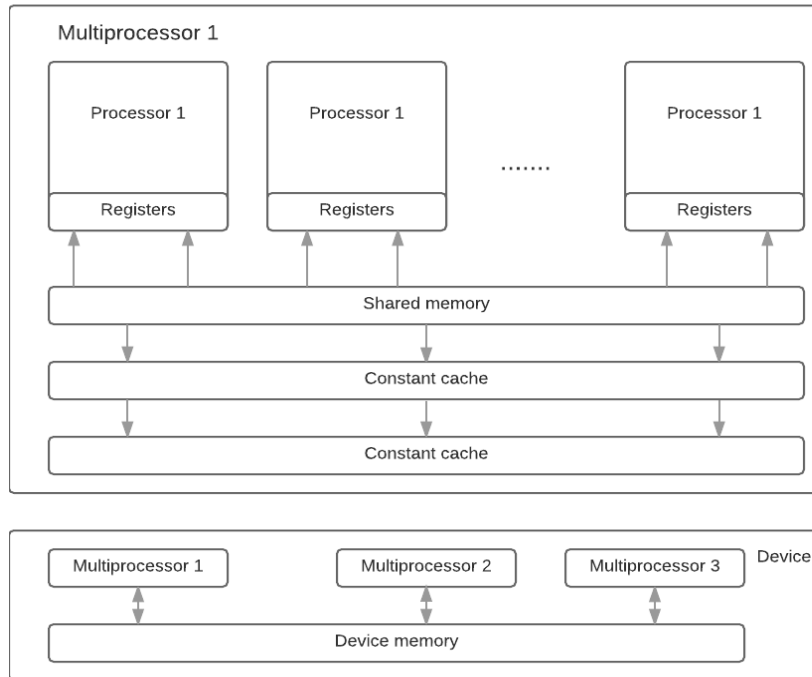 Multiprocessor 1
Processor 1
Processor 1
.......
Processor 1
Registers
Registers
Registers
Shared memory
Constant cache
Constant cache
Multiprocessor 1
Multiprocessor 2
Multiprocessor 3
Device
Device memory